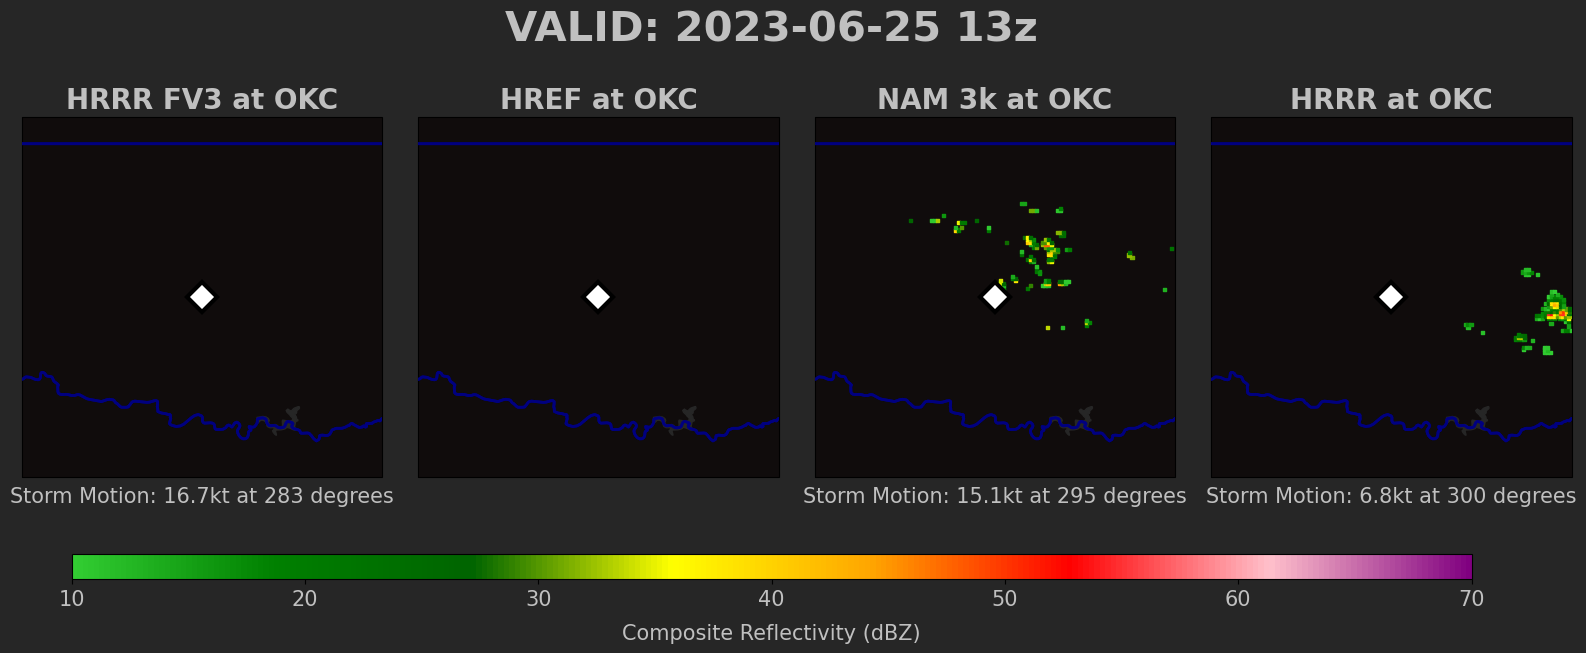 VALID: 2023-06-25 13z
HRRR FV3 at OKC
HREF at OKC
NAM 3k at OKC
HRRR at OKC
Storm Motion: 16.7kt at 283 degrees
Storm Motion: 15.1kt at 295 degrees
Storm Motion: 6.8kt at 300 degrees
10 20 30 40 50 60 70
Composite Reflectivity (dBZ)